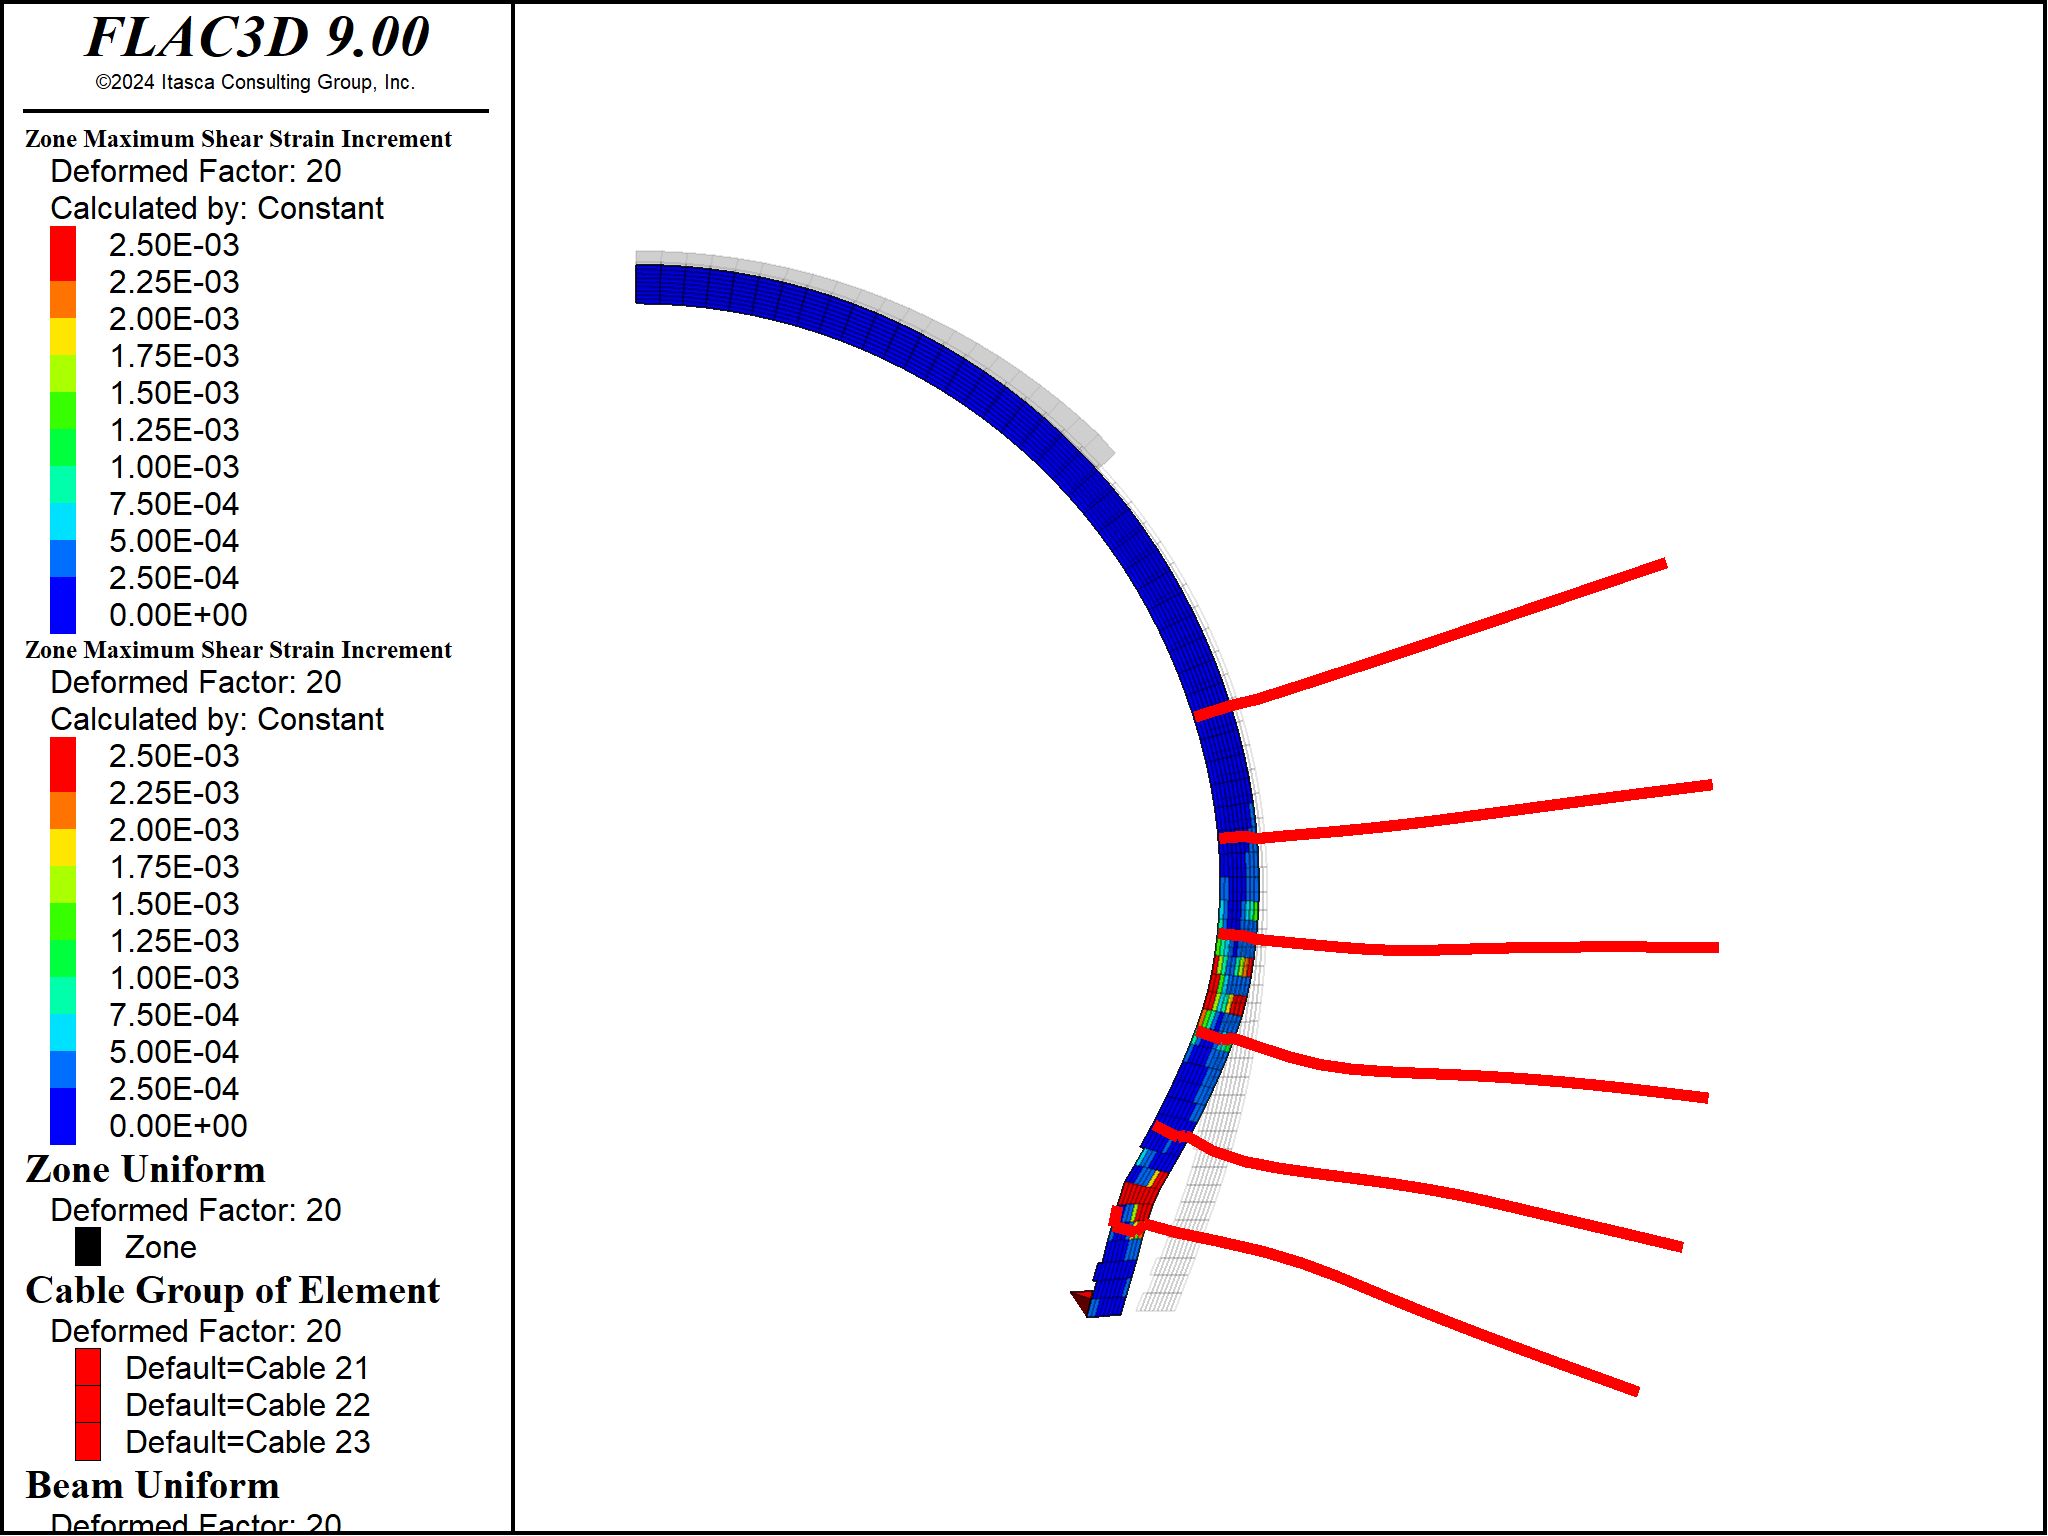 FLAC3D 9.00
©2024 Itasca Consulting Group, Inc.
Zone Maximum Shear Strain Increment
Deformed Factor: 20
Calculated by: Constant
2.50E-03
2.25E-03
2.00E-03
1.75E-03
1.50E-03
1.25E-03
1.00E-03
7.50E-04
5.00E-04
2.50E-04
0.00E+00
Zone Maximum Shear Strain Increment
Deformed Factor: 20
Calculated by: Constant
2.50E-03
2.25E-03
2.00E-03
1.75E-03
1.50E-03
1.25E-03
1.00E-03
7.50E-04
5.00E-04
2.50E-04
0.00E+00
Zone Uniform
Deformed Factor: 20
Zone
Cable Group of Element
Deformed Factor: 20
Default=Cable 21
Default=Cable 22
Default=Cable 23
Beam Uniform
Deformed Factor: 20